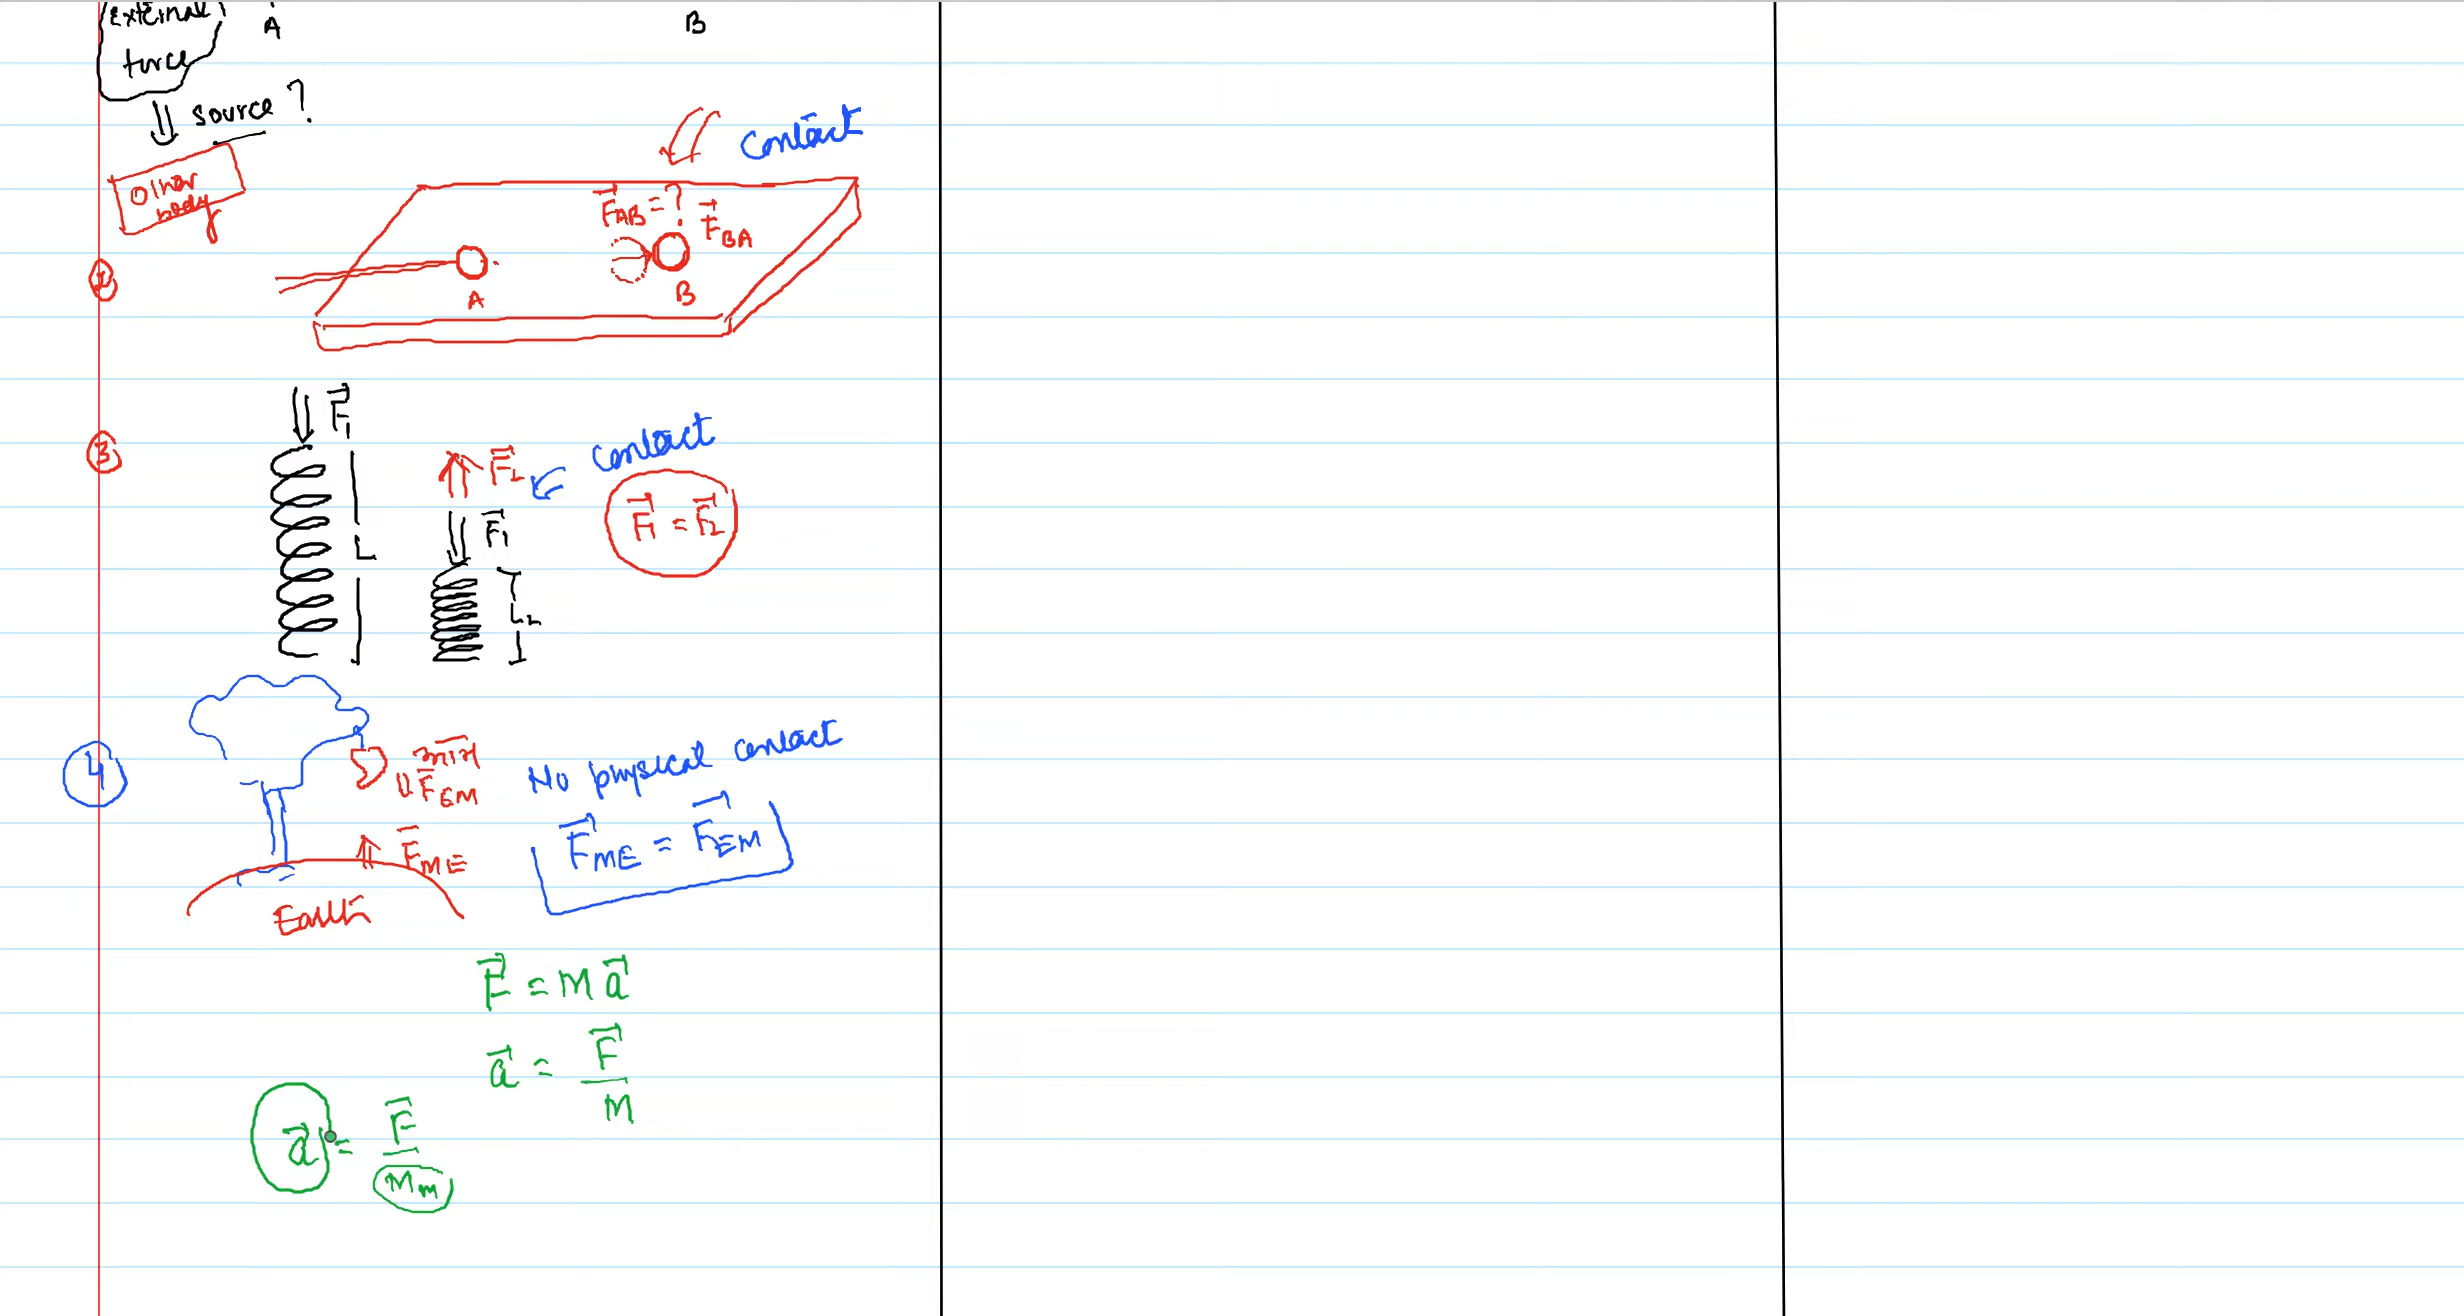 External
A
B
force
source ?
Contact
Other
body
F⃗AB = ?
F⃗BA
2
A
B
F⃗1
3
contact
F⃗2
F⃗1 = F⃗2
F⃗1
L
L2
4
No physical contact
F⃗EM
F⃗ME = F⃗EM
F⃗ME
Earth
F⃗ = M a⃗
a⃗ = F⃗ / M
a⃗ = F⃗ / Mm